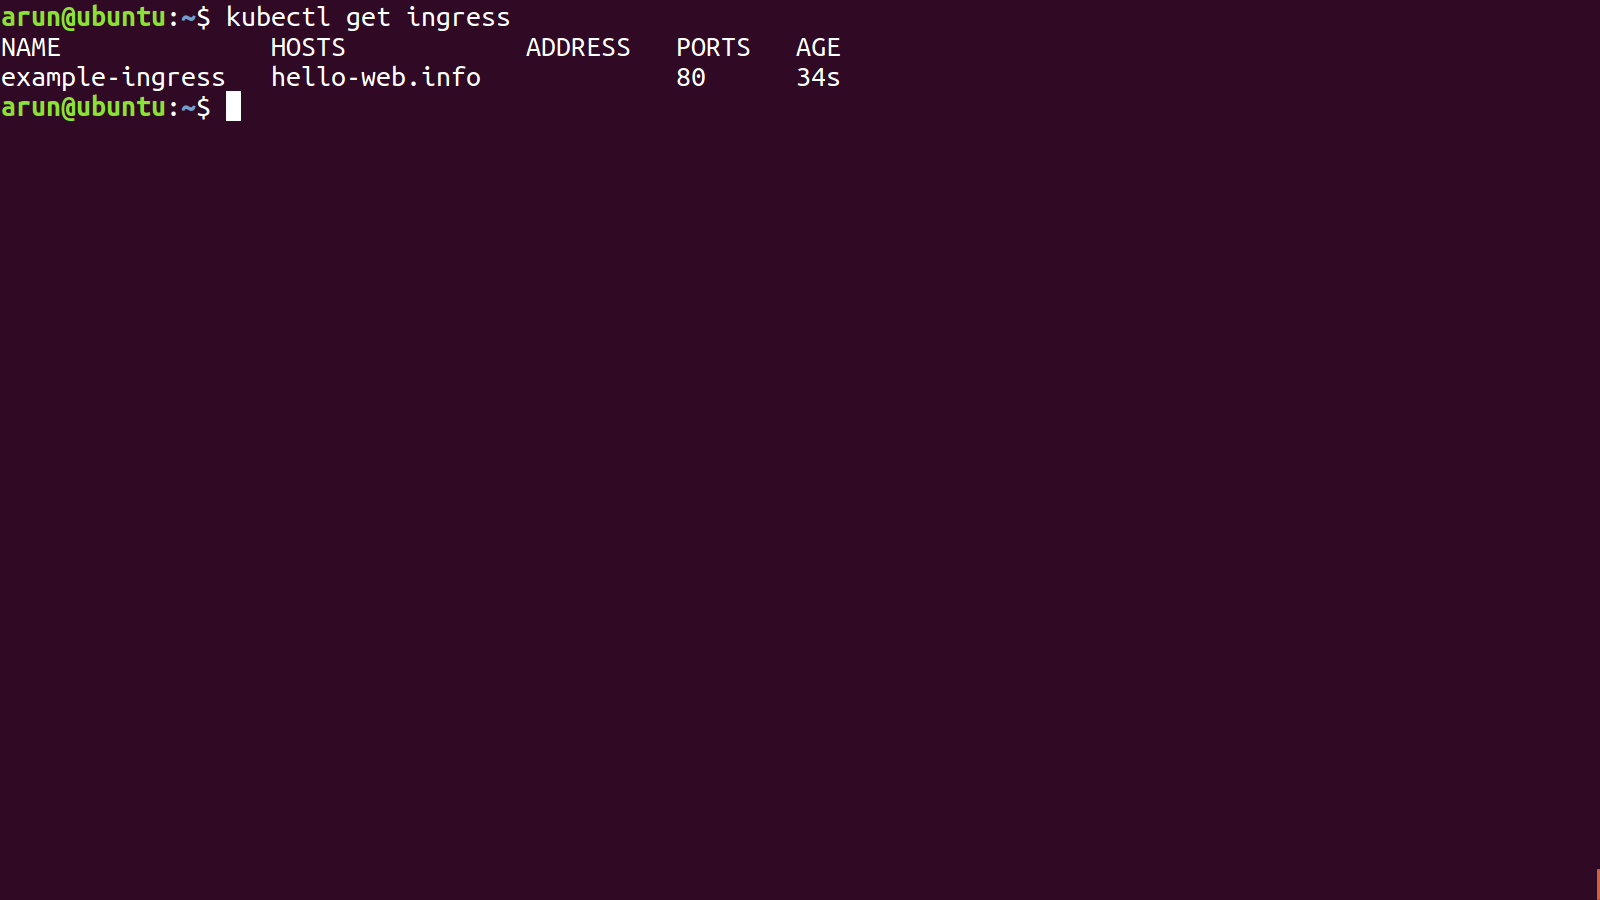 arun@ubuntu:~$ kubectl get ingress
NAME              HOSTS            ADDRESS   PORTS   AGE
example-ingress   hello-web.info             80      34s
arun@ubuntu:~$